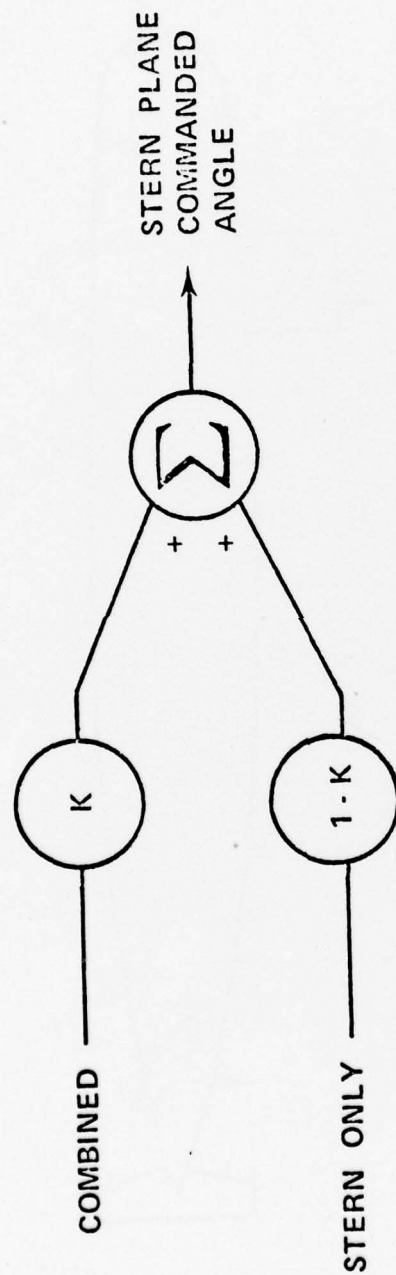 COMBINED
K
STERN ONLY
1 - K
+
+
Σ
STERN PLANE
COMMANDED
ANGLE